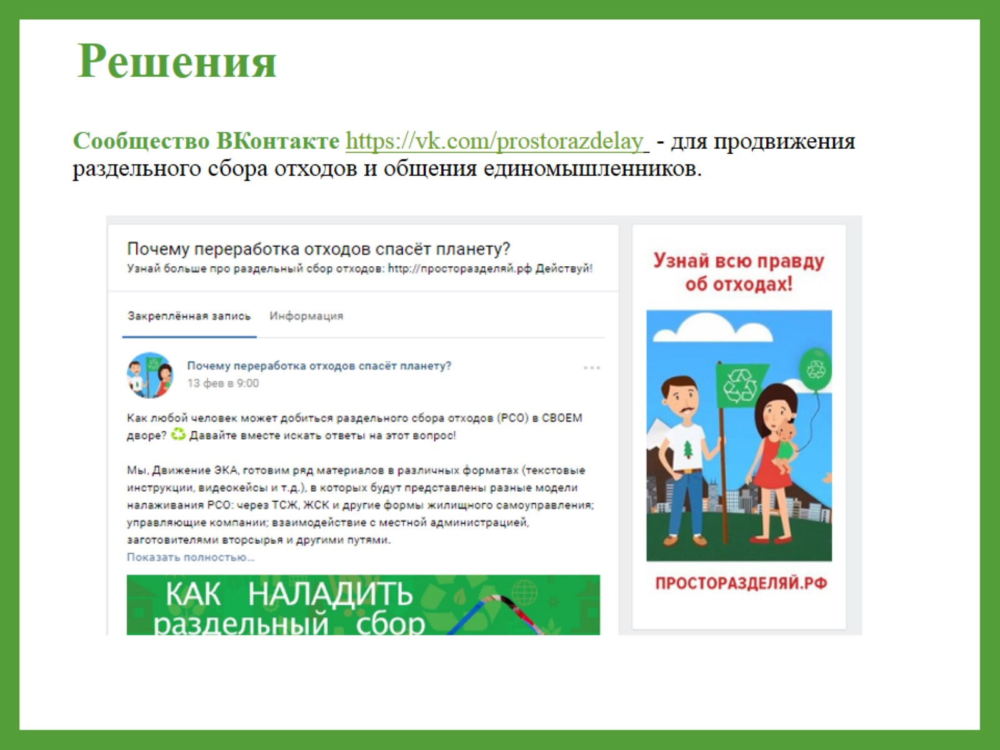 Решения
Сообщество ВКонтакте https://vk.com/prostorazdelay - для продвижения
раздельного сбора отходов и общения единомышленников.
Почему переработка отходов спасёт планету?
Узнай больше про раздельный сбор отходов: http://просторазделяй.рф Действуй!
Закреплённая запись Информация
Почему переработка отходов спасёт планету?
13 фев в 9:00
Как любой человек может добиться раздельного сбора отходов (РСО) в СВОЕМ
дворе? Давайте вместе искать ответы на этот вопрос!
Мы, Движение ЭКА, готовим ряд материалов в различных форматах (текстовые
инструкции, видеокейсы и т.д.), в которых будут представлены разные модели
налаживания РСО: через ТСЖ, ЖСК и другие формы жилищного самоуправления;
управляющие компании; взаимодействие с местной администрацией,
заготовителями вторсырья и другими путями.
Показать полностью...
КАК НАЛАДИТЬ
раздельный сбор
Узнай всю правду
об отходах!
ПРОСТОРАЗДЕЛЯЙ.РФ